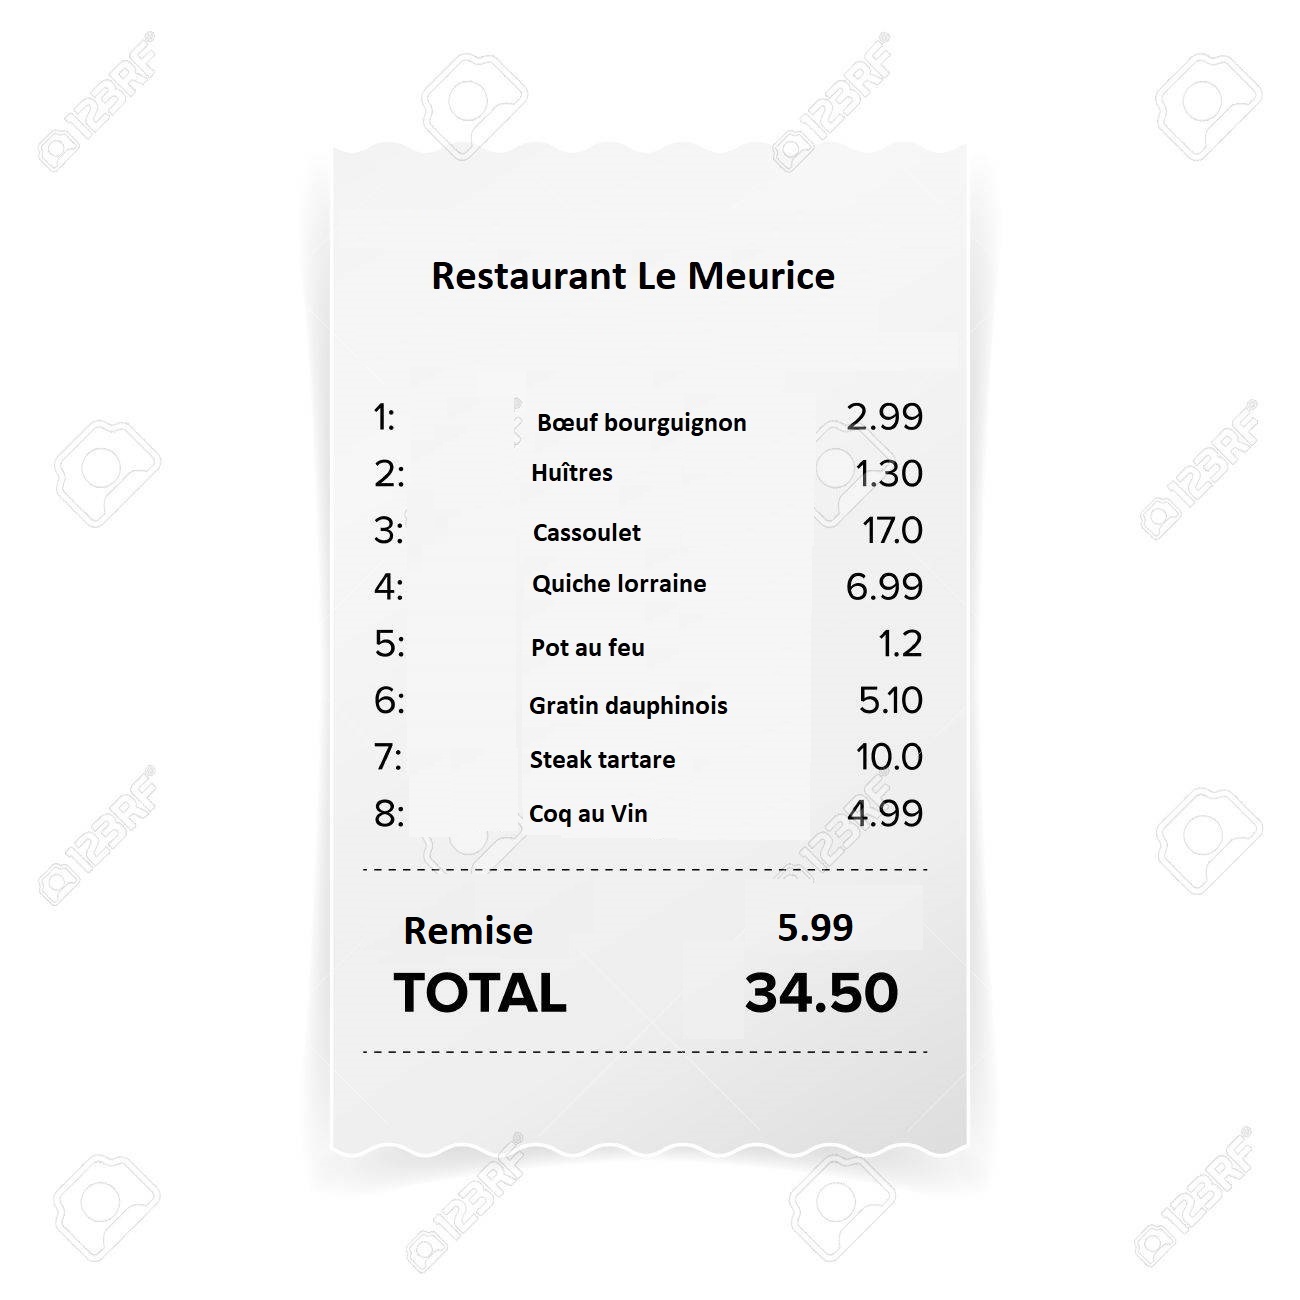 Restaurant Le Meurice
1: Bœuf bourguignon 2.99
2: Huîtres 1.30
3: Cassoulet 17.0
4: Quiche lorraine 6.99
5: Pot au feu 1.2
6: Gratin dauphinois 5.10
7: Steak tartare 10.0
8: Coq au Vin 4.99
Remise 5.99
TOTAL 34.50
123RF
123RF
123RF
123RF
123RF
123RF
123RF